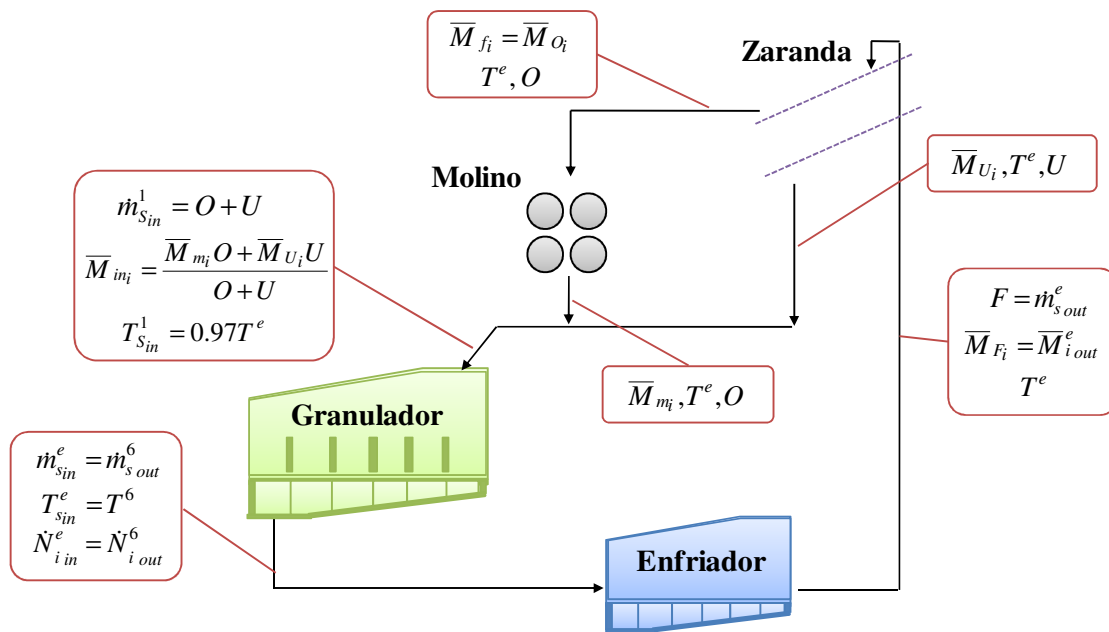 M̅_{f_i} = M̅_{O_i}
T^e, O
Zaranda
M̅_{U_i}, T^e, U
Molino
ṁ^1_{S_{in}} = O + U
M̅_{in_i} = \frac{M̅_{m_i} O + M̅_{U_i} U}{O + U}
T^1_{S_{in}} = 0.97T^e
F = ṁ^e_{s out}
M̅_{F_i} = M̅^e_{i out}
T^e
M̅_{m_i}, T^e, O
Granulador
ṁ^e_{s_{in}} = ṁ^6_{s out}
T^e_{s_{in}} = T^6
Ṅ^e_{i in} = Ṅ^6_{i out}
Enfriador